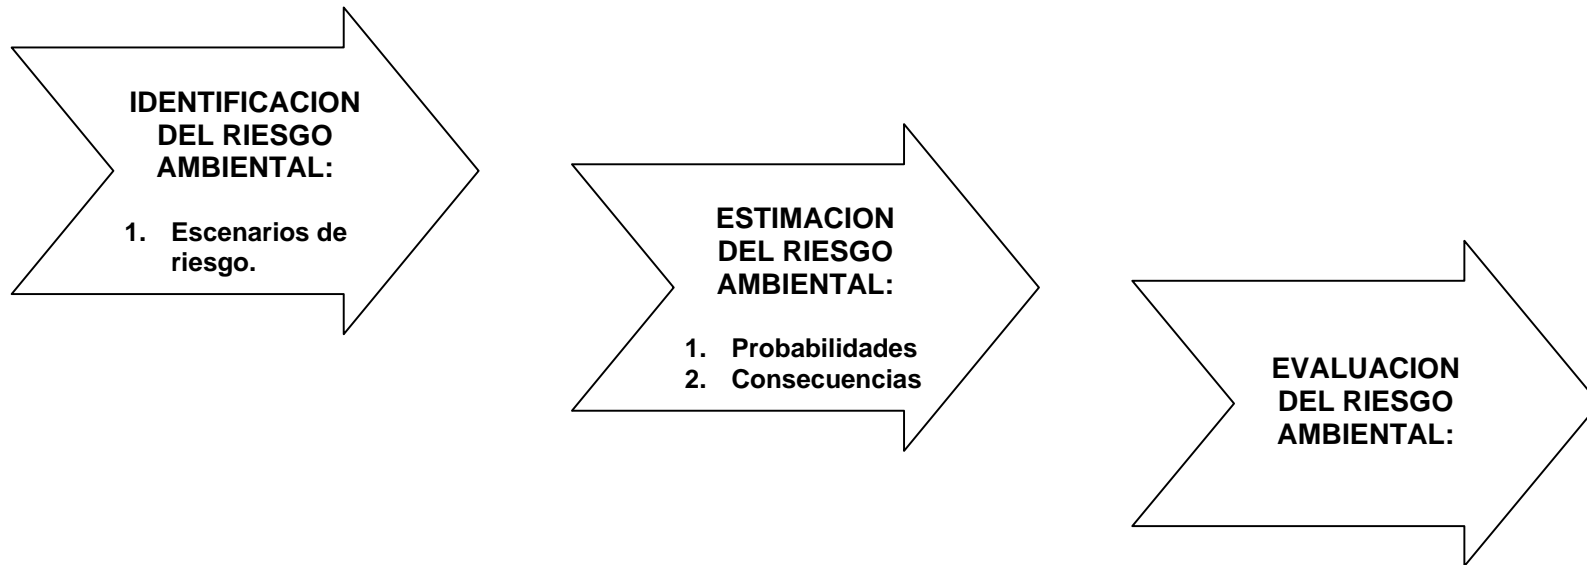 IDENTIFICACION
DEL RIESGO
AMBIENTAL:
1. Escenarios de
riesgo.
ESTIMACION
DEL RIESGO
AMBIENTAL:
1. Probabilidades
2. Consecuencias
EVALUACION
DEL RIESGO
AMBIENTAL: